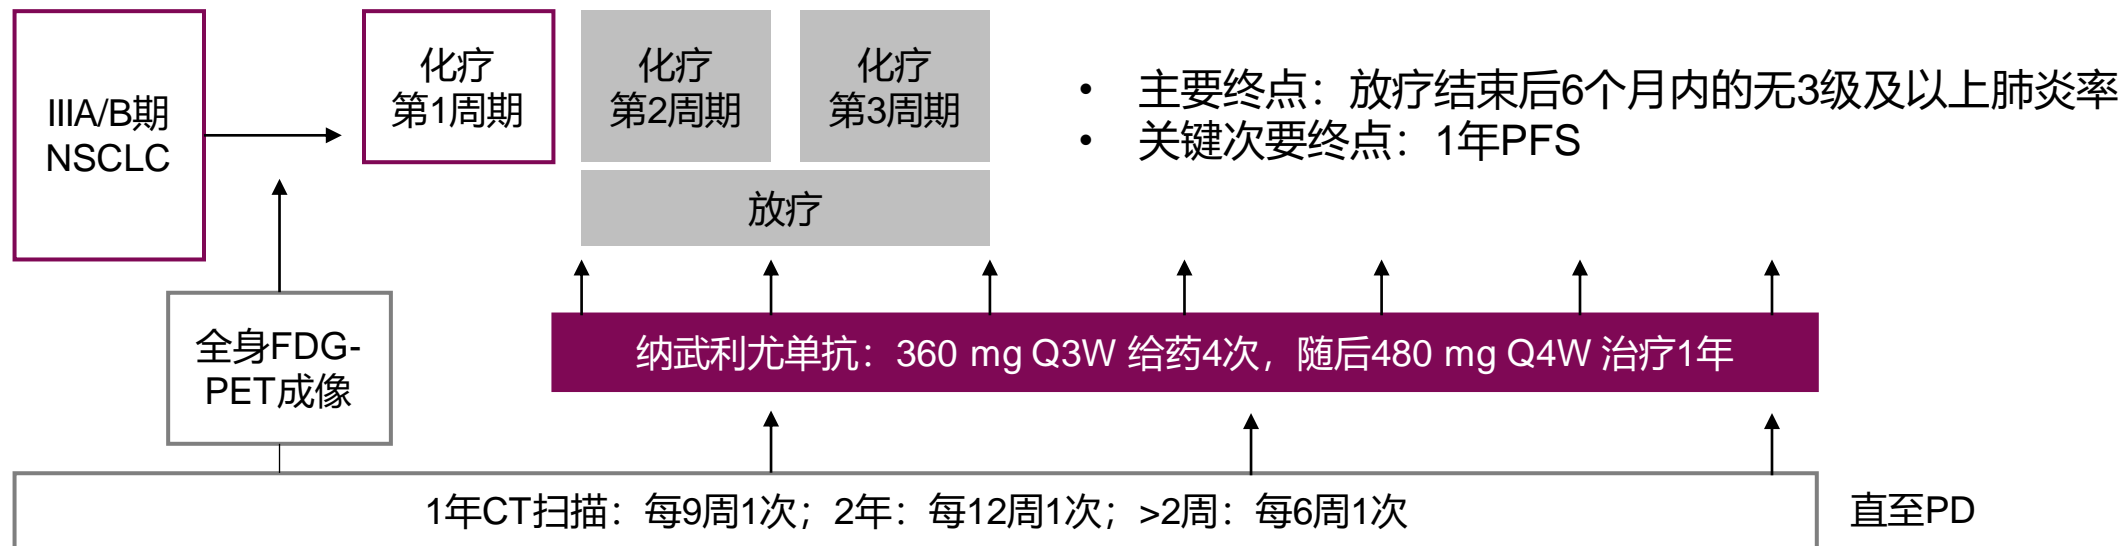 IIIA/B期
NSCLC
化疗
第1周期
化疗
第2周期
化疗
第3周期
放疗
• 主要终点：放疗结束后6个月内的无3级及以上肺炎率
• 关键次要终点：1年PFS
全身FDG-
PET成像
纳武利尤单抗：360 mg Q3W 给药4次，随后480 mg Q4W 治疗1年
1年CT扫描：每9周1次；2年：每12周1次；>2周：每6周1次
直至PD